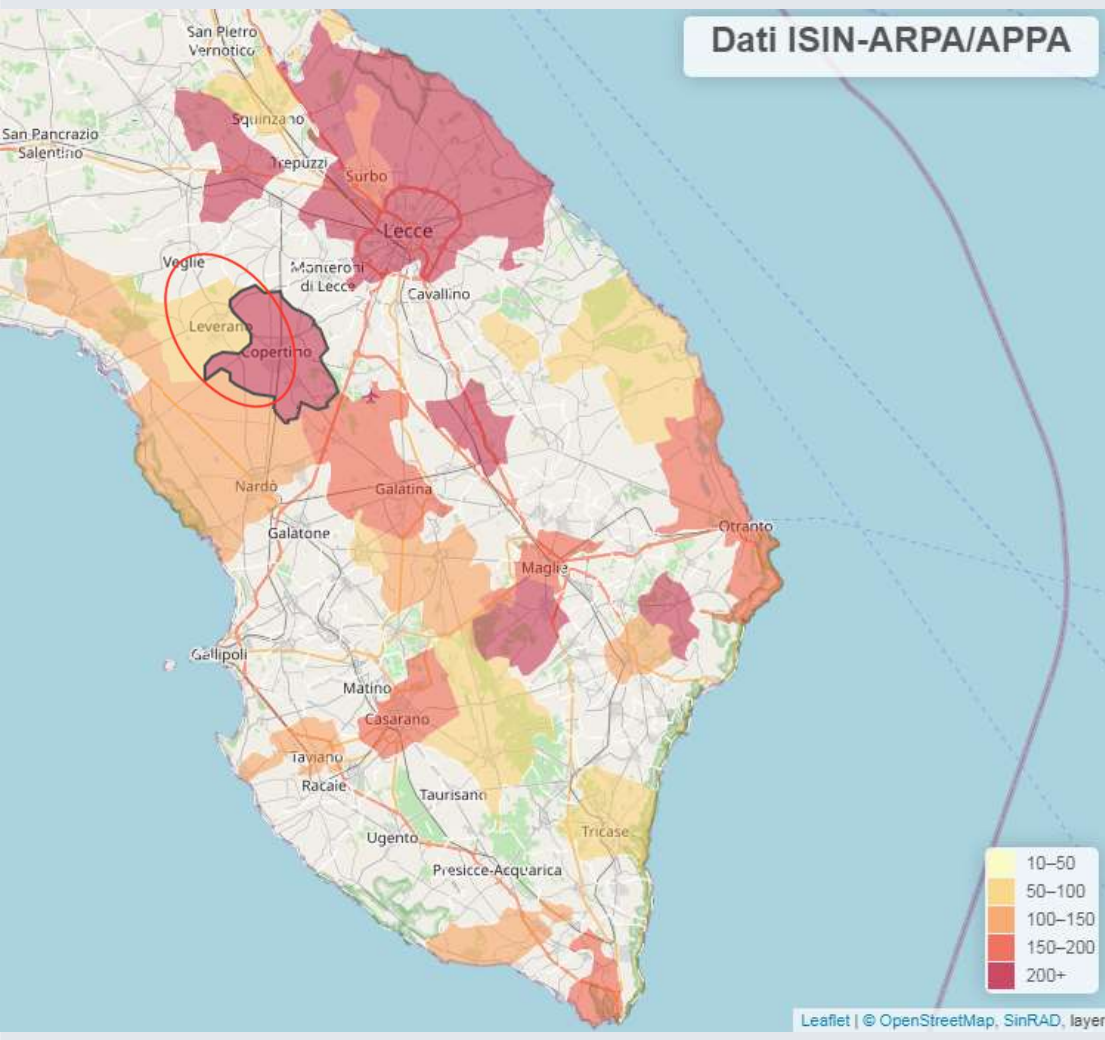 San Pietro
Vernotico
Dati ISIN-ARPA/APPA
Squinzano
San Pancrazio
Salentino
Trepuzzi
Surbo
Lecce
Veglie
Monteroni
di Lecce
Cavallino
Leverano
Copertino
Nardò
Galatina
Galatone
Otranto
Maglie
Gallipoli
Matino
Casarano
Taviano
Racale
Taurisano
Ugento
Tricase
Presicce-Acquarica
10–50
50–100
100–150
150–200
200+
Leaflet | © OpenStreetMap, SinRAD, layer